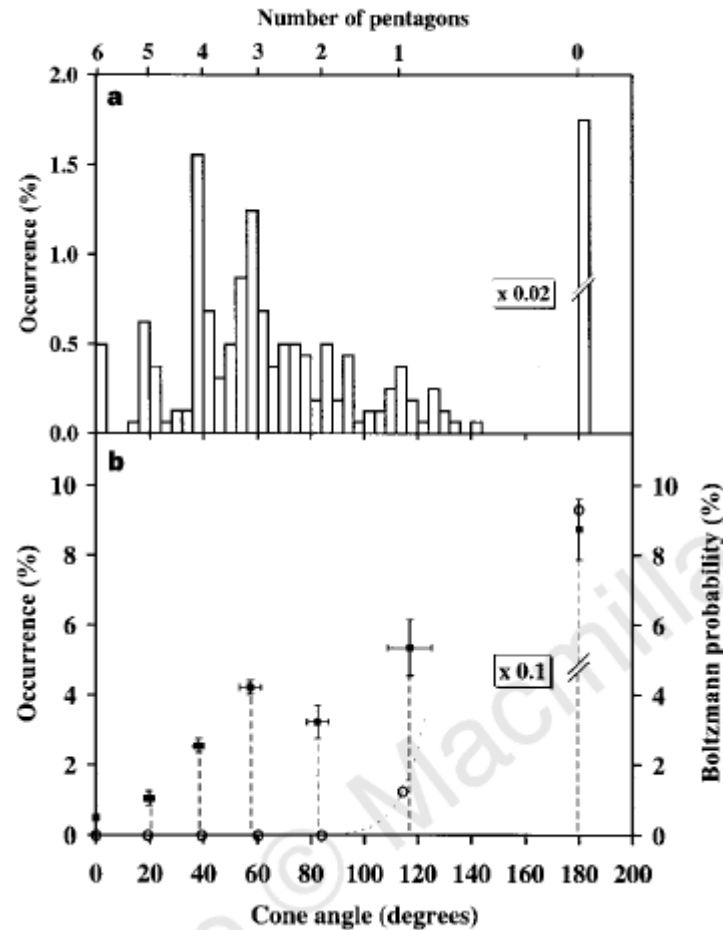 Number of pentagons
6 5 4 3 2 1 0
a
2.0
1.5
1.0
0.5
0.0
Occurrence (%)
x 0.02
b
10
8
6
4
2
0
Occurrence (%)
x 0.1
10
8
6
4
2
0
Boltzmann probability (%)
0 20 40 60 80 100 120 140 160 180 200
Cone angle (degrees)
© Macmilla